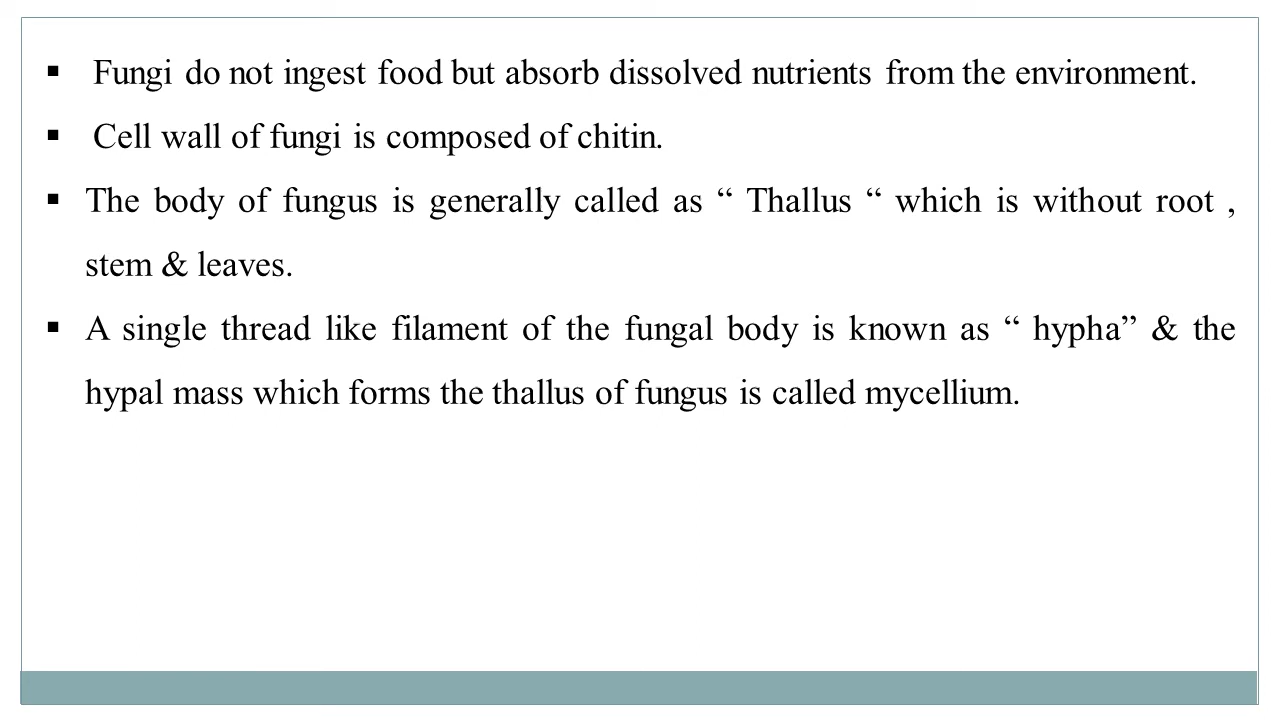 ▪ Fungi do not ingest food but absorb dissolved nutrients from the environment.
▪ Cell wall of fungi is composed of chitin.
▪ The body of fungus is generally called as “ Thallus “ which is without root ,
stem & leaves.
▪ A single thread like filament of the fungal body is known as “ hypha” & the
hypal mass which forms the thallus of fungus is called mycellium.